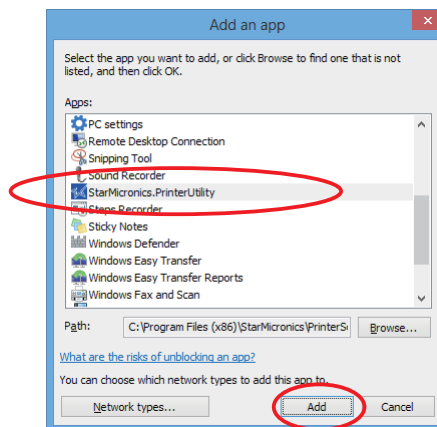 Add an app
Select the app you want to add, or click Browse to find one that is not
listed, and then click OK.
Apps:
PC settings
Remote Desktop Connection
Snipping Tool
Sound Recorder
StarMicronics.PrinterUtility
Steps Recorder
Sticky Notes
Windows Defender
Windows Easy Transfer
Windows Easy Transfer Reports
Windows Fax and Scan
Path: C:\Program Files (x86)\StarMicronics\PrinterS Browse...
What are the risks of unblocking an app?
You can choose which network types to add this app to.
Network types... Add Cancel